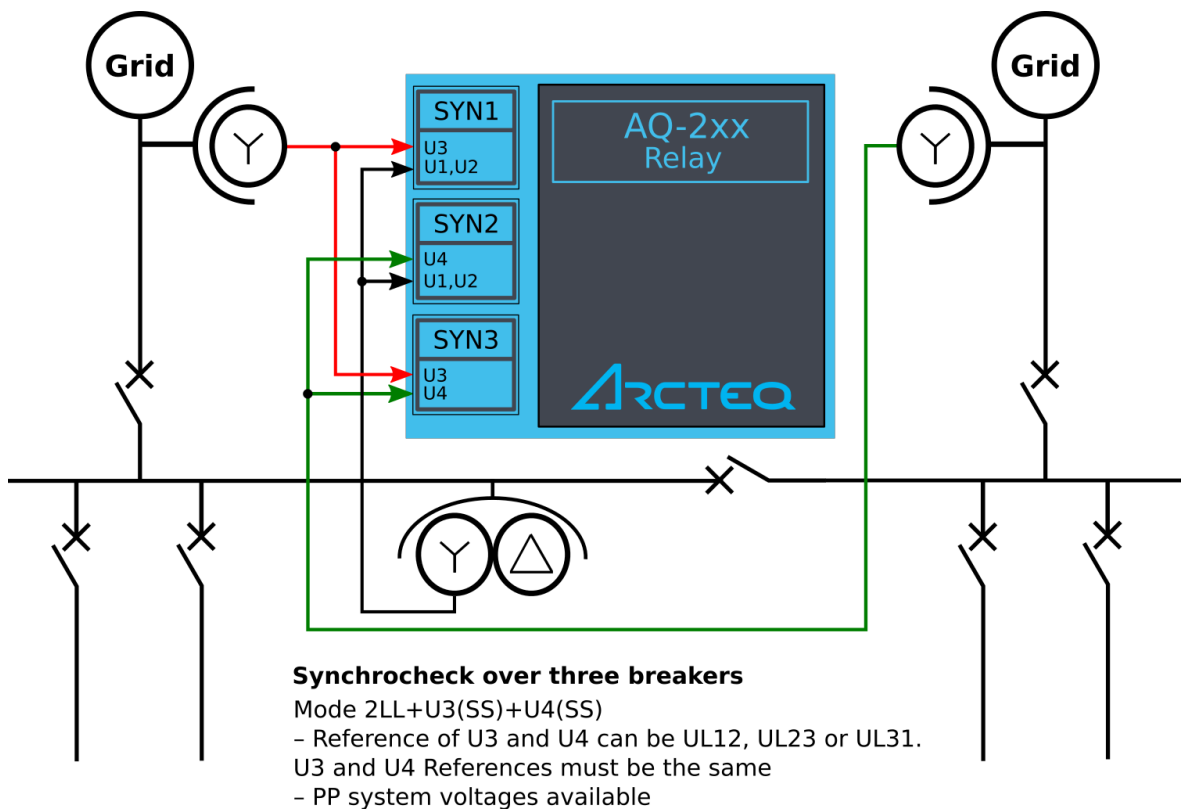 Grid
Grid
SYN1
U3
U1,U2
AQ-2xx
Relay
SYN2
U4
U1,U2
SYN3
U3
U4
ARCTEQ
Synchrocheck over three breakers
Mode 2LL+U3(SS)+U4(SS)
– Reference of U3 and U4 can be UL12, UL23 or UL31.
U3 and U4 References must be the same
– PP system voltages available